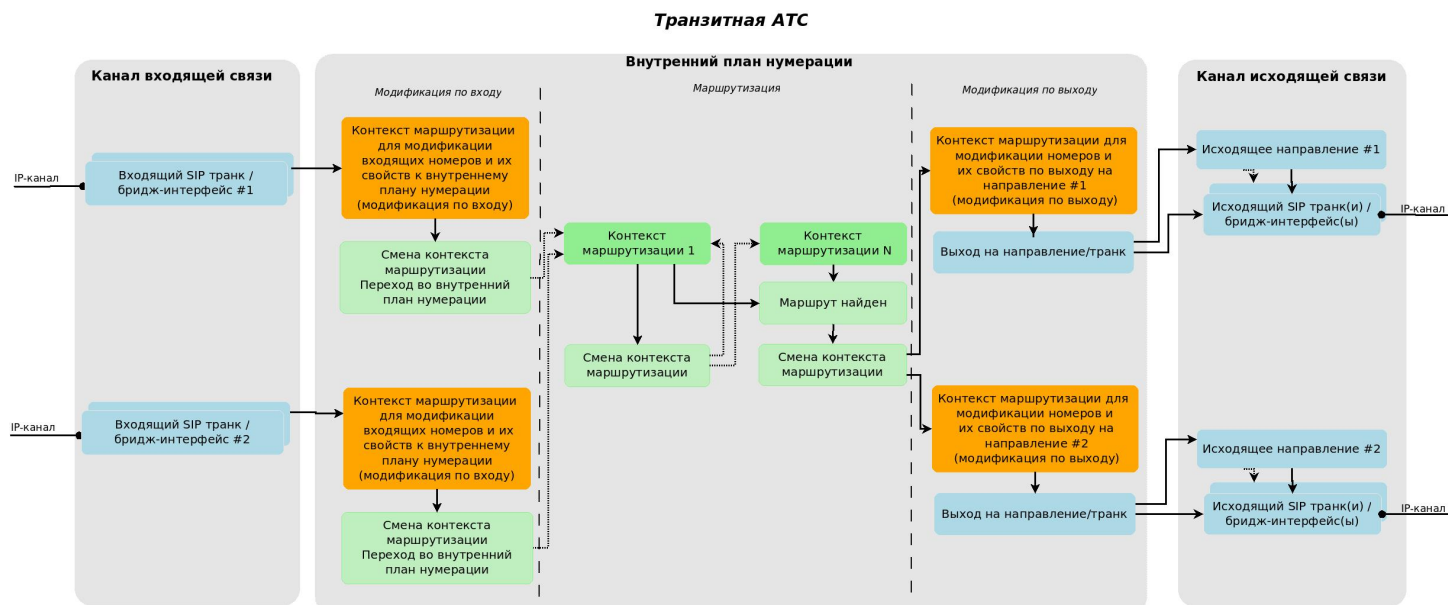 Транзитная АТС
Канал входящей связи
IP-канал
Входящий SIP транк /
бридж-интерфейс #1
IP-канал
Входящий SIP транк /
бридж-интерфейс #2
Внутренний план нумерации
Модификация по входу
Контекст маршрутизации
для модификации
входящих номеров и их
свойств к внутреннему
плану нумерации
(модификация по входу)
Смена контекста
маршрутизации
Переход во внутренний
план нумерации
Контекст маршрутизации
для модификации
входящих номеров и их
свойств к внутреннему
плану нумерации
(модификация по входу)
Смена контекста
маршрутизации
Переход во внутренний
план нумерации
Маршрутизация
Контекст
маршрутизации 1
Смена контекста
маршрутизации
Контекст
маршрутизации N
Маршрут найден
Смена контекста
маршрутизации
Модификация по выходу
Контекст маршрутизации для
модификации номеров и
их свойств по выходу на
направление #1
(модификация по выходу)
Выход на направление/транк
Контекст маршрутизации для
модификации номеров и
их свойств по выходу на
направление #2
(модификация по выходу)
Выход на направление/транк
Канал исходящей связи
Исходящее направление #1
Исходящий SIP транк(и) /
бридж-интерфейс(ы)
IP-канал
Исходящее направление #2
Исходящий SIP транк(и) /
бридж-интерфейс(ы)
IP-канал